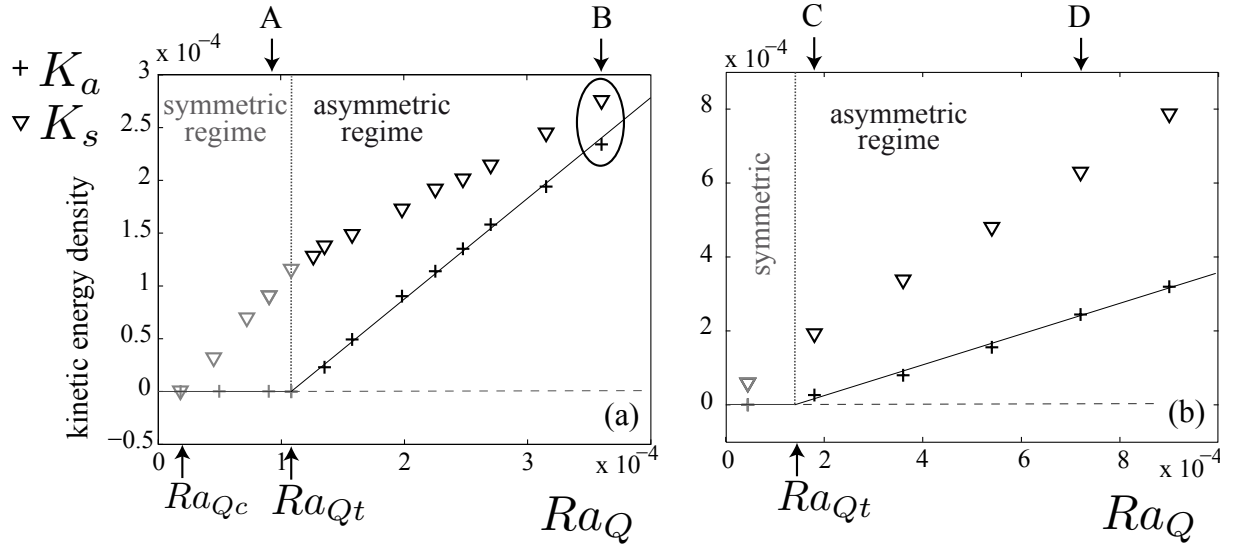 A
B
x 10⁻⁴
+ Kₐ
▽ Kₛ
symmetric
regime
asymmetric
regime
3
2.5
2
1.5
1
0.5
0
−0.5
kinetic energy density
(a)
0
1
2
3
x 10⁻⁴
Ra_Qc
Ra_Qt
Ra_Q
C
D
x 10⁻⁴
asymmetric
regime
symmetric
8
6
4
2
0
(b)
0
2
4
6
8
x 10⁻⁴
Ra_Qt
Ra_Q